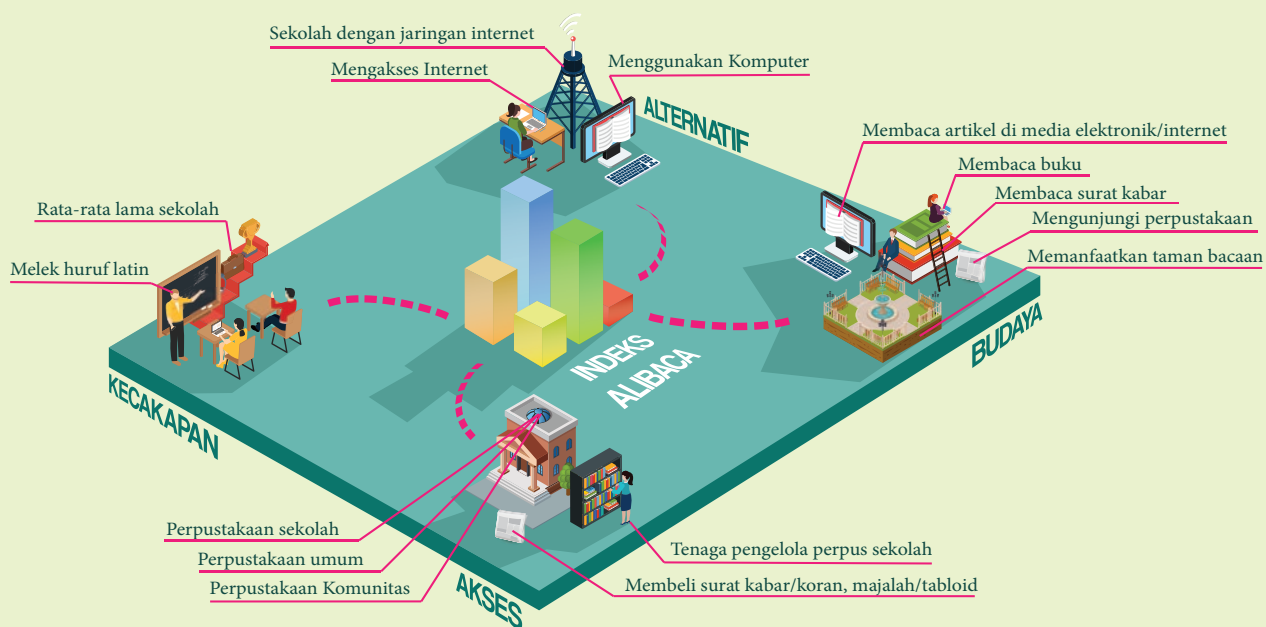 Sekolah dengan jaringan internet
Mengakses Internet
Menggunakan Komputer
ALTERNATIF
Membaca artikel di media elektronik/internet
Membaca buku
Membaca surat kabar
Mengunjungi perpustakaan
Memanfaatkan taman bacaan
BUDAYA
Rata-rata lama sekolah
Melek huruf latin
KECAKAPAN
INDEKS
ALIBACA
Perpustakaan sekolah
Perpustakaan umum
Perpustakaan Komunitas
Tenaga pengelola perpus sekolah
Membeli surat kabar/koran, majalah/tabloid
AKSES